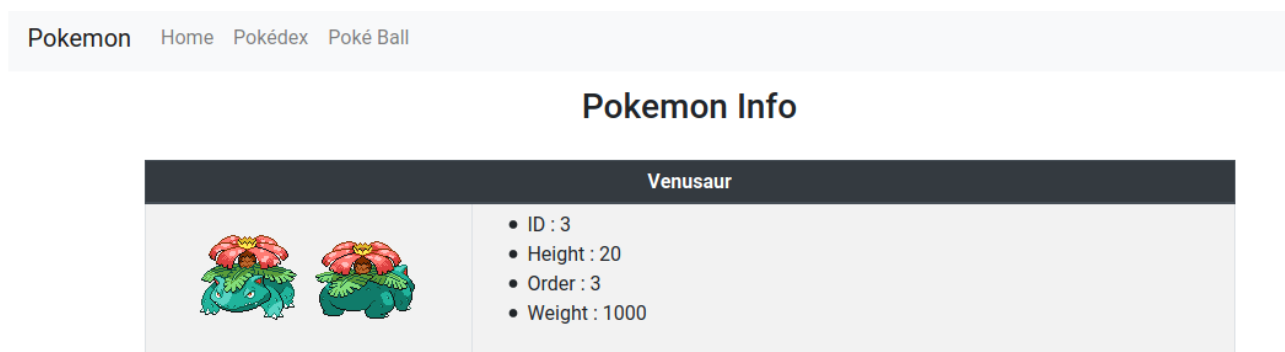 Pokemon Home Pokédex Poké Ball
Pokemon Info
Venusaur
ID : 3
Height : 20
Order : 3
Weight : 1000